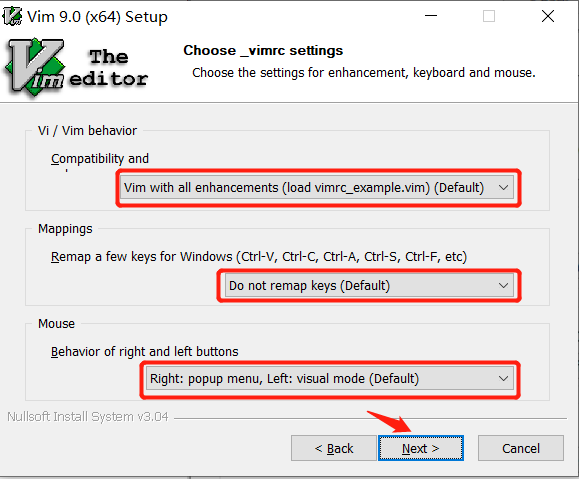 Vim 9.0 (x64) Setup
The
Vim editor
Choose _vimrc settings
Choose the settings for enhancement, keyboard and mouse.
Vi / Vim behavior
Compatibility and
Vim with all enhancements (load vimrc_example.vim) (Default)
Mappings
Remap a few keys for Windows (Ctrl-V, Ctrl-C, Ctrl-A, Ctrl-S, Ctrl-F, etc)
Do not remap keys (Default)
Mouse
Behavior of right and left buttons
Right: popup menu, Left: visual mode (Default)
Nullsoft Install System v3.04
< Back
Next >
Cancel